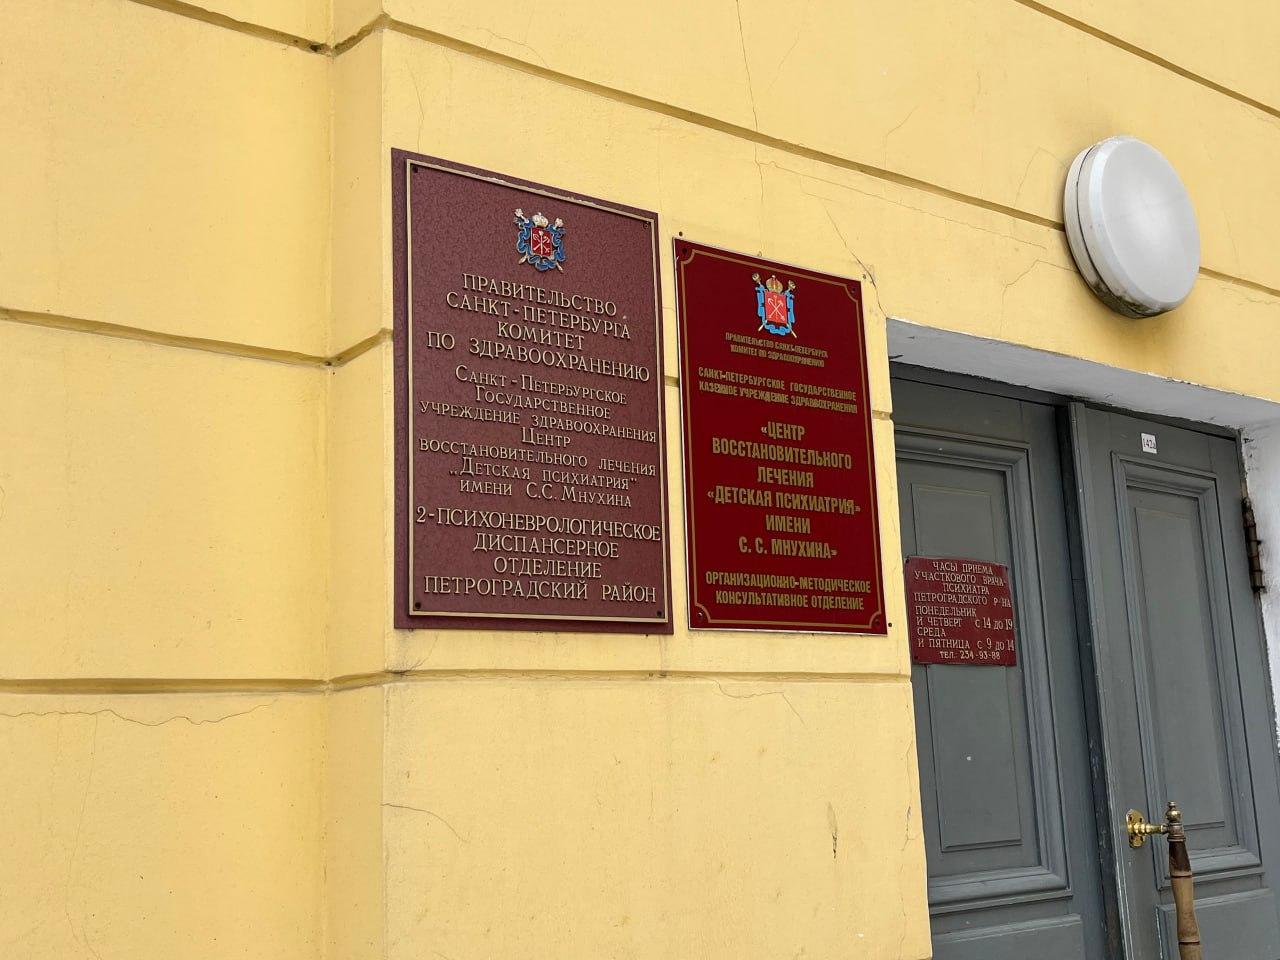 ПРАВИТЕЛЬСТВО
САНКТ-ПЕТЕРБУРГА
КОМИТЕТ
ПО ЗДРАВООХРАНЕНИЮ
САНКТ-ПЕТЕРБУРГСКОЕ
ГОСУДАРСТВЕННОЕ
УЧРЕЖДЕНИЕ ЗДРАВООХРАНЕНИЯ
ЦЕНТР
ВОССТАНОВИТЕЛЬНОГО ЛЕЧЕНИЯ
„ДЕТСКАЯ ПСИХИАТРИЯ"
ИМЕНИ С.С. МНУХИНА
2-ПСИХОНЕВРОЛОГИЧЕСКОЕ
ДИСПАНСЕРНОЕ
ОТДЕЛЕНИЕ
ПЕТРОГРАДСКИЙ РАЙОН
ПРАВИТЕЛЬСТВО САНКТ-ПЕТЕРБУРГА
КОМИТЕТ ПО ЗДРАВООХРАНЕНИЮ
САНКТ-ПЕТЕРБУРГСКОЕ ГОСУДАРСТВЕННОЕ
КАЗЕННОЕ УЧРЕЖДЕНИЕ ЗДРАВООХРАНЕНИЯ
«ЦЕНТР
ВОССТАНОВИТЕЛЬНОГО
ЛЕЧЕНИЯ
«ДЕТСКАЯ ПСИХИАТРИЯ»
ИМЕНИ
С. С. МНУХИНА»
ОРГАНИЗАЦИОННО-МЕТОДИЧЕСКОЕ
КОНСУЛЬТАТИВНОЕ ОТДЕЛЕНИЕ
ЧАСЫ ПРИЕМА
УЧАСТКОВОГО ВРАЧА-
ПСИХИАТРА
ПЕТРОГРАДСКОГО Р-НА
ПОНЕДЕЛЬНИК
И ЧЕТВЕРГ с 14 до 19
СРЕДА
И ПЯТНИЦА с 9 до 14
ТЕЛ.: 234-93-88
142а